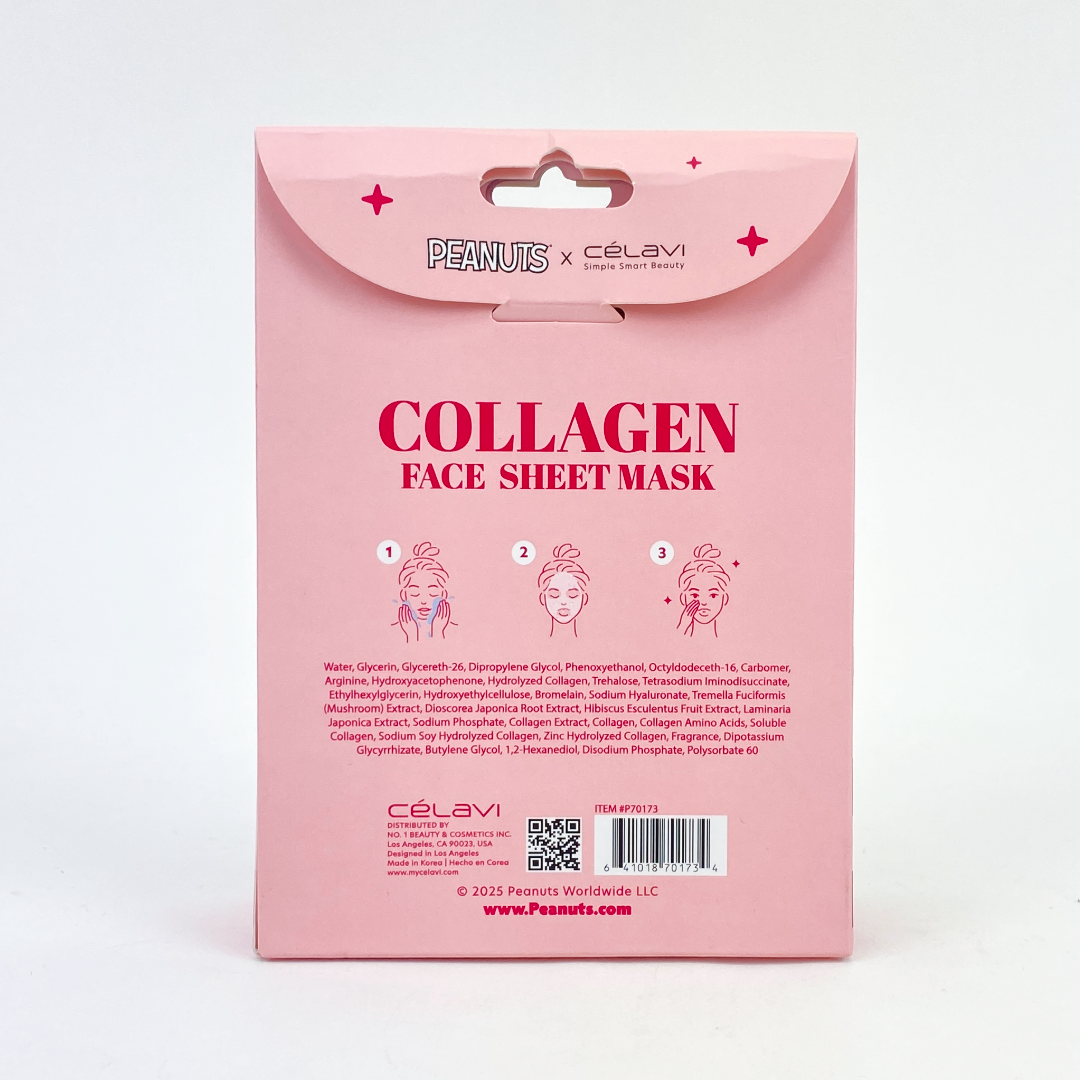 PEANUTS x CéLAVI
Simple Smart Beauty
COLLAGEN
FACE SHEET MASK
1 2 3
Water, Glycerin, Glycereth-26, Dipropylene Glycol, Phenoxyethanol, Octyldodeceth-16, Carbomer,
Arginine, Hydroxyacetophenone, Hydrolyzed Collagen, Trehalose, Tetrasodium Iminodisuccinate,
Ethylhexylglycerin, Hydroxyethylcellulose, Bromelain, Sodium Hyaluronate, Tremella Fuciformis
(Mushroom) Extract, Dioscorea Japonica Root Extract, Hibiscus Esculentus Fruit Extract, Laminaria
Japonica Extract, Sodium Phosphate, Collagen Extract, Collagen, Collagen Amino Acids, Soluble
Collagen, Sodium Soy Hydrolyzed Collagen, Zinc Hydrolyzed Collagen, Fragrance, Dipotassium
Glycyrrhizate, Butylene Glycol, 1,2-Hexanediol, Disodium Phosphate, Polysorbate 60
CéLAVI
DISTRIBUTED BY
NO. 1 BEAUTY & COSMETICS INC.
Los Angeles, CA 90023, USA
Designed in Los Angeles
Made in Korea | Hecho en Corea
www.mycelavi.com
ITEM #P70173
6 41018 70173 4
© 2025 Peanuts Worldwide LLC
www.Peanuts.com